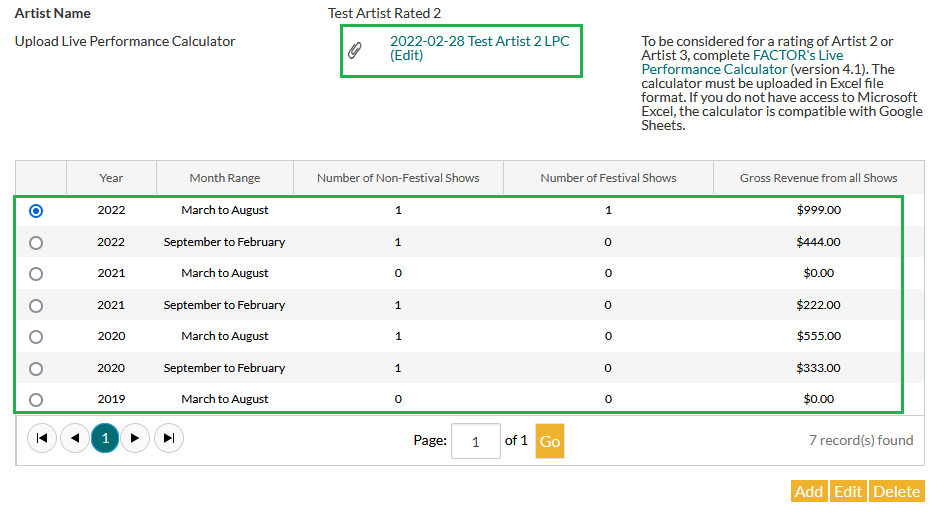 Artist Name Test Artist Rated 2
Upload Live Performance Calculator
2022-02-28 Test Artist 2 LPC
(Edit)
To be considered for a rating of Artist 2 or
Artist 3, complete FACTOR's Live
Performance Calculator (version 4.1). The
calculator must be uploaded in Excel file
format. If you do not have access to Microsoft
Excel, the calculator is compatible with Google
Sheets.
Year Month Range Number of Non-Festival Shows Number of Festival Shows Gross Revenue from all Shows
2022 March to August 1 1 $999.00
2022 September to February 1 0 $444.00
2021 March to August 0 0 $0.00
2021 September to February 1 0 $222.00
2020 March to August 1 0 $555.00
2020 September to February 1 0 $333.00
2019 March to August 0 0 $0.00
1 Page: 1 of 1 Go 7 record(s) found
Add Edit Delete